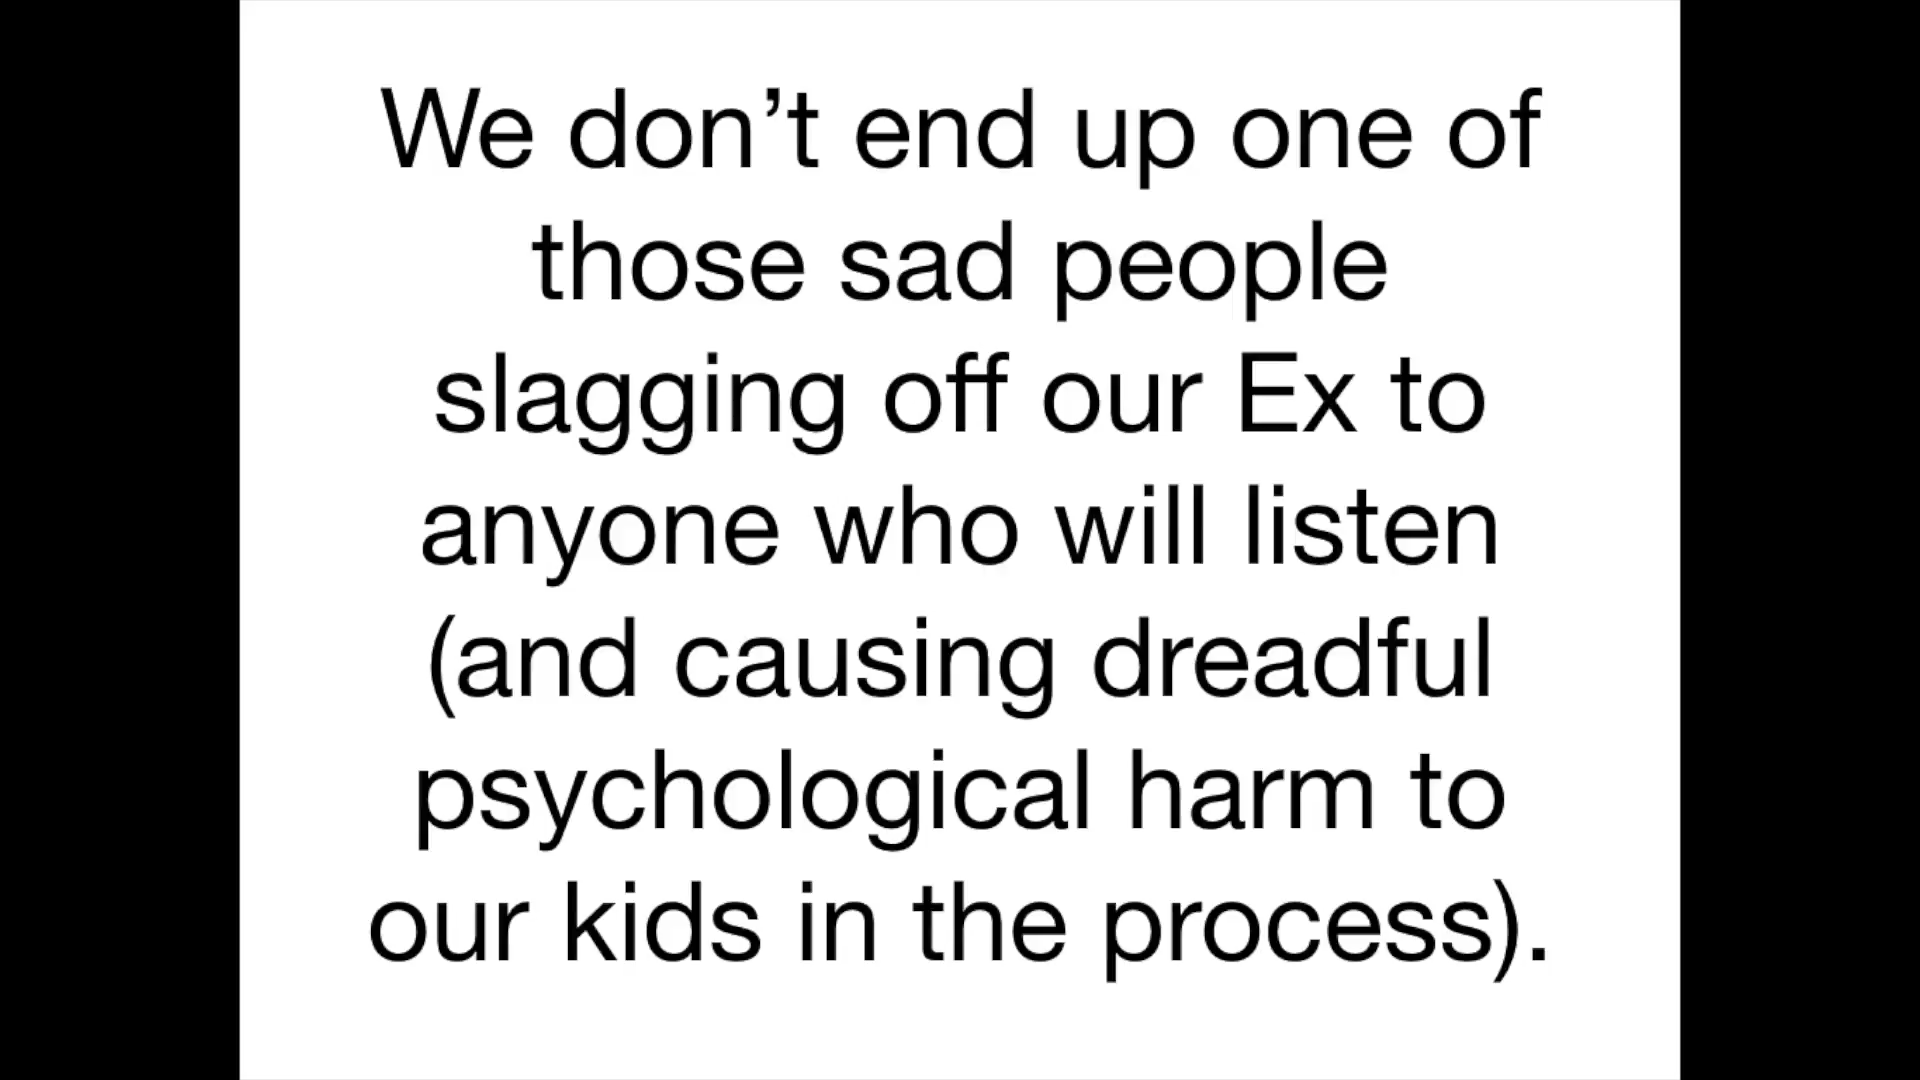 We don’t end up one of
those sad people
slagging off our Ex to
anyone who will listen
(and causing dreadful
psychological harm to
our kids in the process).